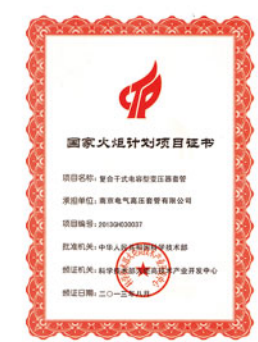 国家火炬计划项目证书
项目名称：复合干式电容型变压器套管
承担单位：南京电气高压套管有限公司
项目编号：2013GH030037
批准机关：中华人民共和国科学技术部
颁证机关：科学技术部火炬高技术产业开发中心
颁证日期：二〇一三年八月